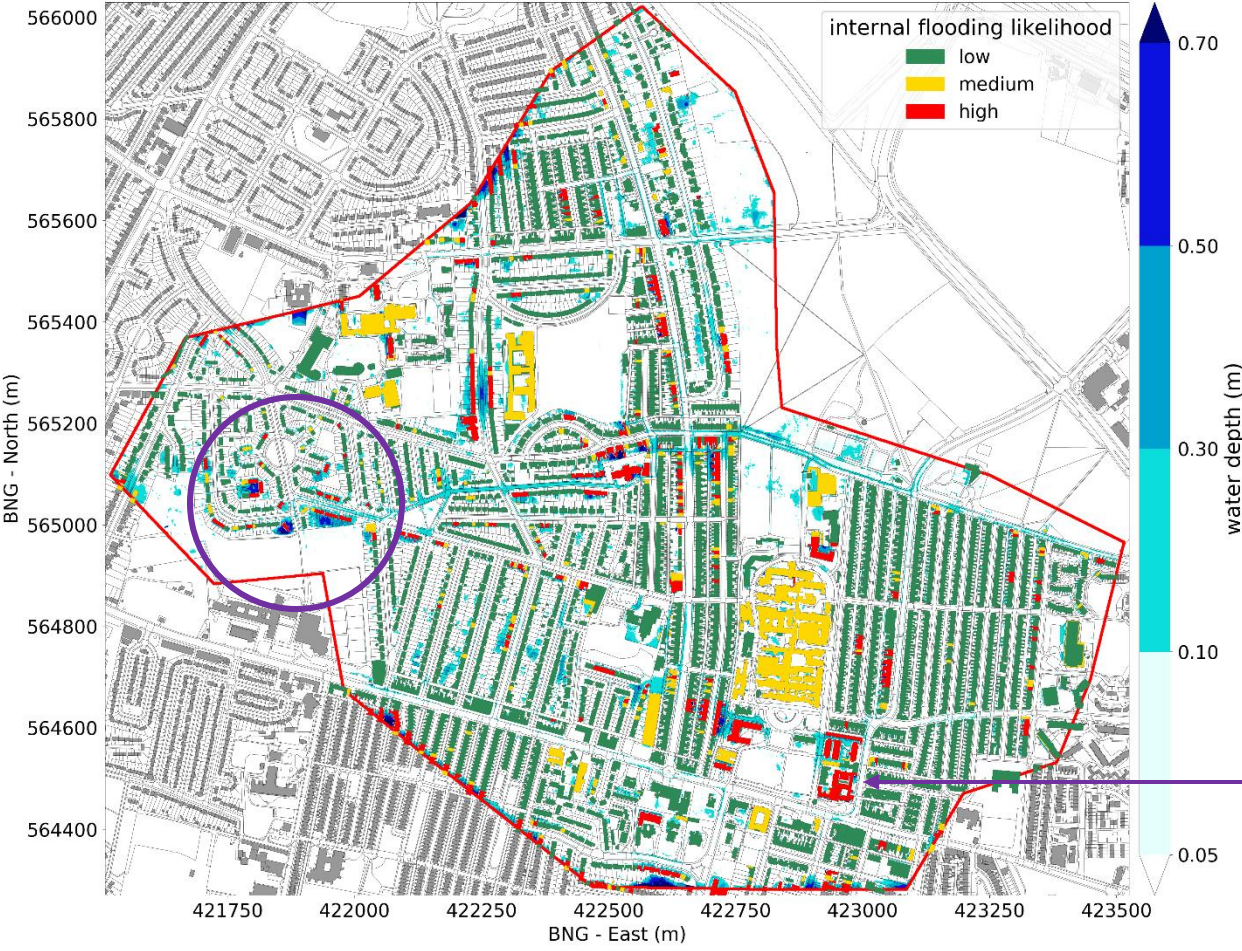 566000
565800
565600
565400
565200
565000
564800
564600
564400
BNG - North (m)
internal flooding likelihood
low
medium
high
0.70
0.50
0.30
0.10
0.05
water depth (m)
421750 422000 422250 422500 422750 423000 423250 423500
BNG - East (m)